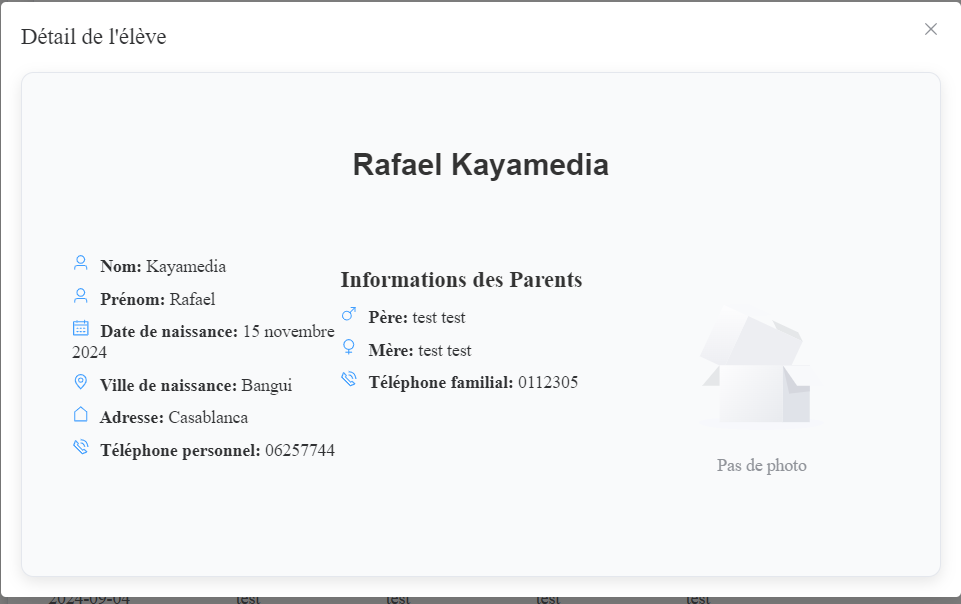 Détail de l'élève
Rafael Kayamedia
Nom: Kayamedia
Prénom: Rafael
Date de naissance: 15 novembre
2024
Ville de naissance: Bangui
Adresse: Casablanca
Téléphone personnel: 06257744
Informations des Parents
Père: test test
Mère: test test
Téléphone familial: 0112305
Pas de photo
2024-09-04 test test test test